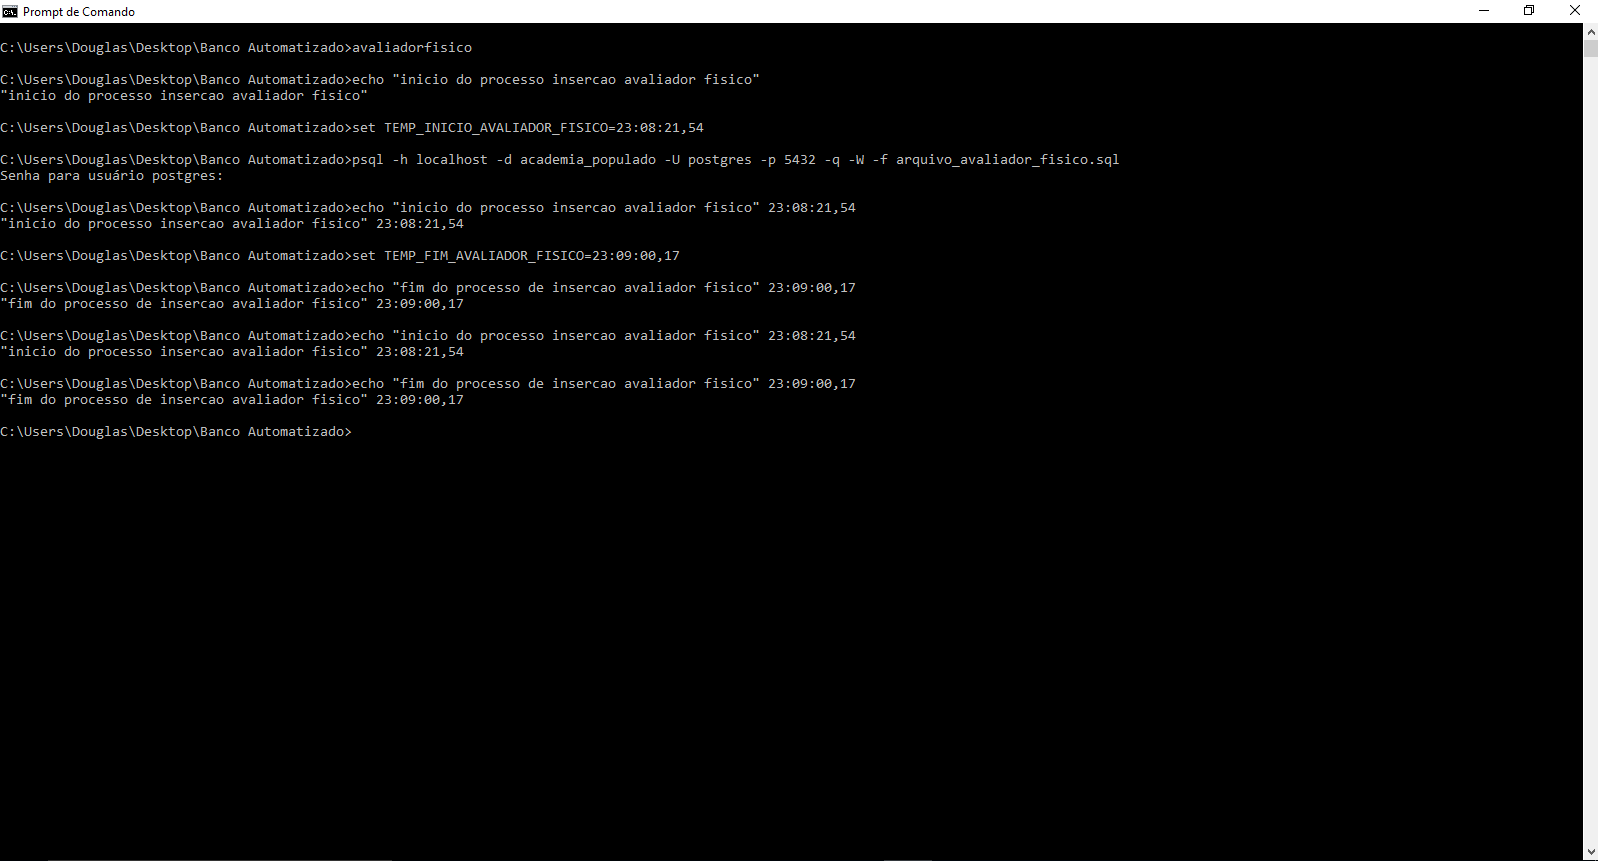 Prompt de Comando
C:\Users\Douglas\Desktop\Banco Automatizado>avaliadorfisico
C:\Users\Douglas\Desktop\Banco Automatizado>echo "inicio do processo insercao avaliador fisico"
"inicio do processo insercao avaliador fisico"
C:\Users\Douglas\Desktop\Banco Automatizado>set TEMP_INICIO_AVALIADOR_FISICO=23:08:21,54
C:\Users\Douglas\Desktop\Banco Automatizado>psql -h localhost -d academia_populado -U postgres -p 5432 -q -W -f arquivo_avaliador_fisico.sql
Senha para usuário postgres:
C:\Users\Douglas\Desktop\Banco Automatizado>echo "inicio do processo insercao avaliador fisico" 23:08:21,54
"inicio do processo insercao avaliador fisico" 23:08:21,54
C:\Users\Douglas\Desktop\Banco Automatizado>set TEMP_FIM_AVALIADOR_FISICO=23:09:00,17
C:\Users\Douglas\Desktop\Banco Automatizado>echo "fim do processo de insercao avaliador fisico" 23:09:00,17
"fim do processo de insercao avaliador fisico" 23:09:00,17
C:\Users\Douglas\Desktop\Banco Automatizado>echo "inicio do processo insercao avaliador fisico" 23:08:21,54
"inicio do processo insercao avaliador fisico" 23:08:21,54
C:\Users\Douglas\Desktop\Banco Automatizado>echo "fim do processo de insercao avaliador fisico" 23:09:00,17
"fim do processo de insercao avaliador fisico" 23:09:00,17
C:\Users\Douglas\Desktop\Banco Automatizado>